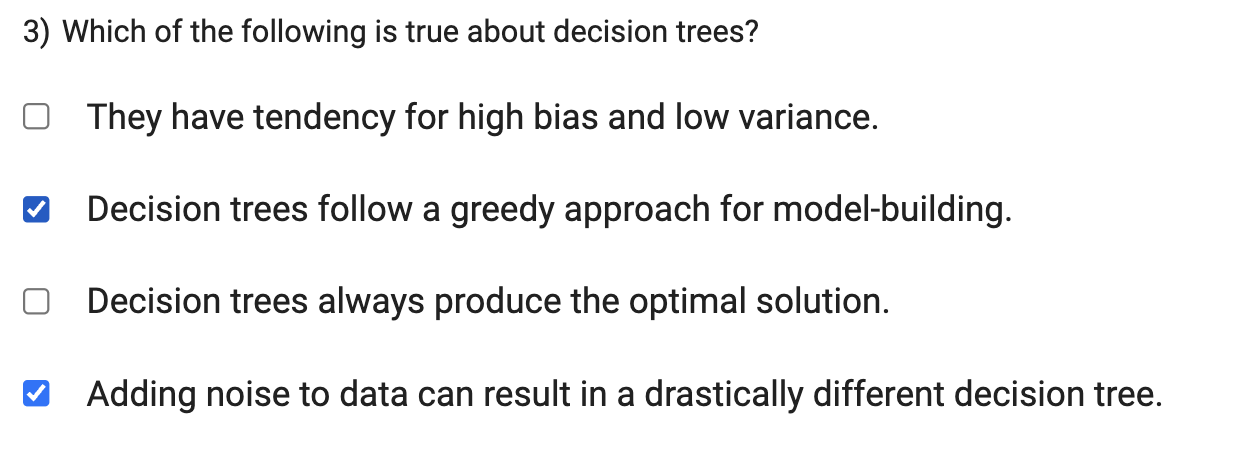 3) Which of the following is true about decision trees?
They have tendency for high bias and low variance.
Decision trees follow a greedy approach for model-building.
Decision trees always produce the optimal solution.
Adding noise to data can result in a drastically different decision tree.